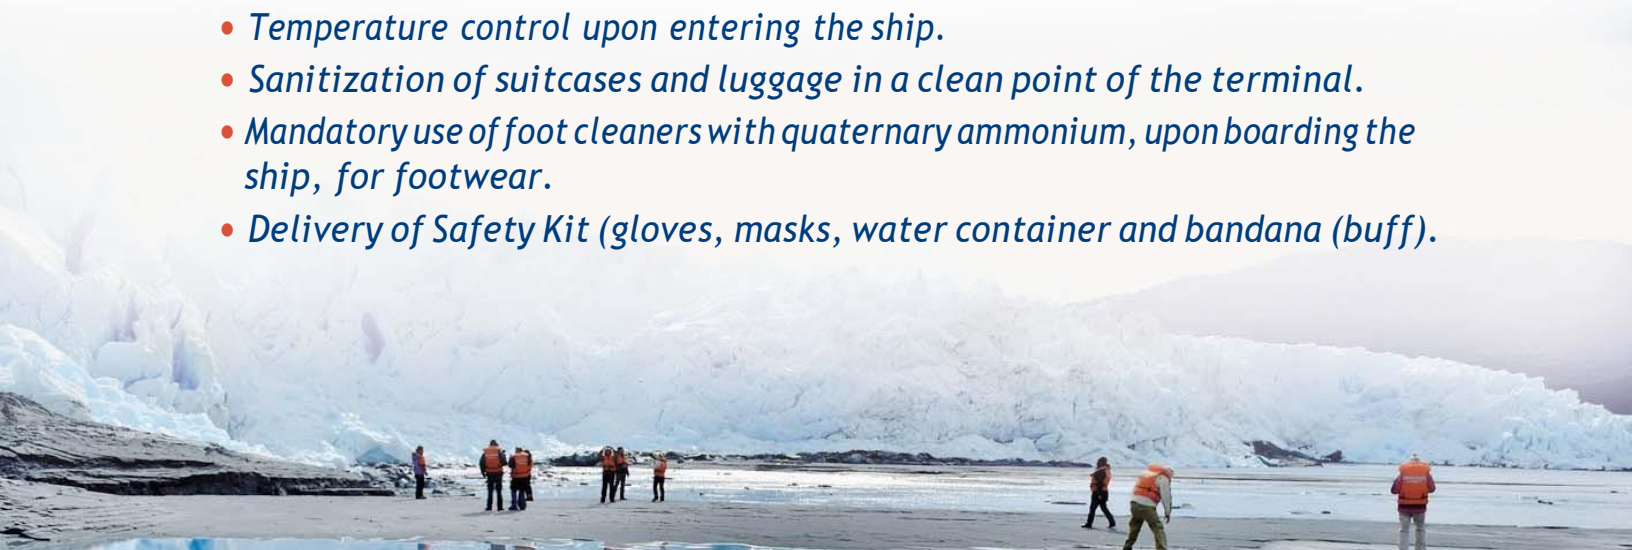 • Temperature control upon entering the ship.
• Sanitization of suitcases and luggage in a clean point of the terminal.
• Mandatory use of foot cleaners with quaternary ammonium, upon boarding the
ship, for footwear.
• Delivery of Safety Kit (gloves, masks, water container and bandana (buff).